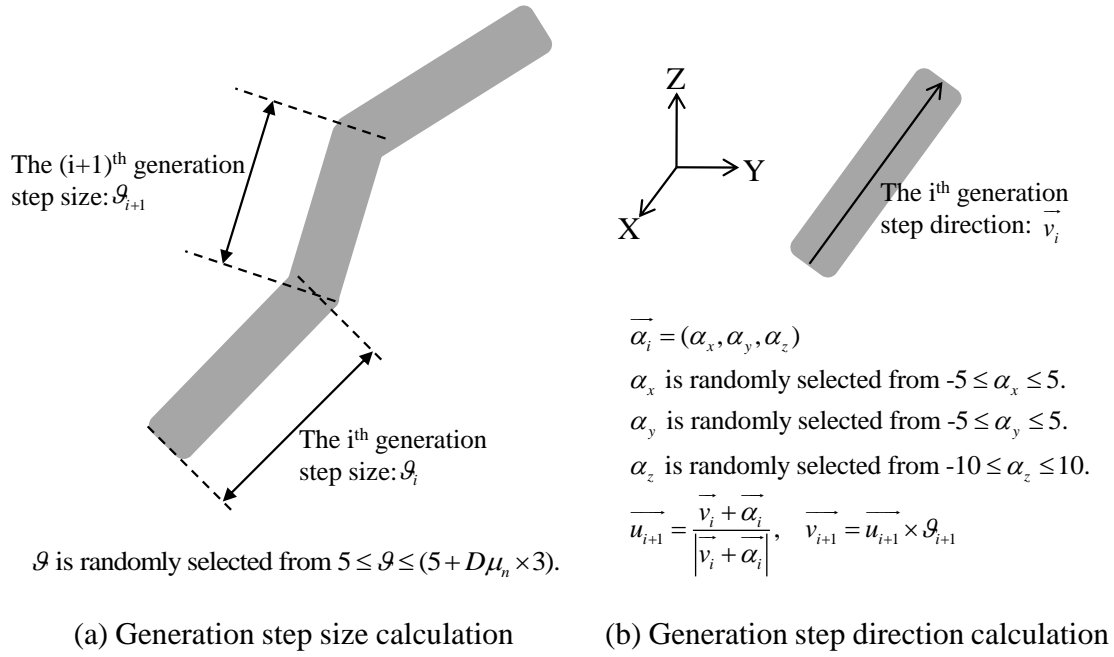 The (i+1)th generation
step size: ϑi+1
The ith generation
step size: ϑi
ϑ is randomly selected from 5 ≤ ϑ ≤ (5 + Dμn × 3).
(a) Generation step size calculation
Z
Y
X
The ith generation
step direction: vi
αi = (αx, αy, αz)
αx is randomly selected from -5 ≤ αx ≤ 5.
αy is randomly selected from -5 ≤ αy ≤ 5.
αz is randomly selected from -10 ≤ αz ≤ 10.
ui+1 = (vi + αi) / |vi + αi|, vi+1 = ui+1 × ϑi+1
(b) Generation step direction calculation